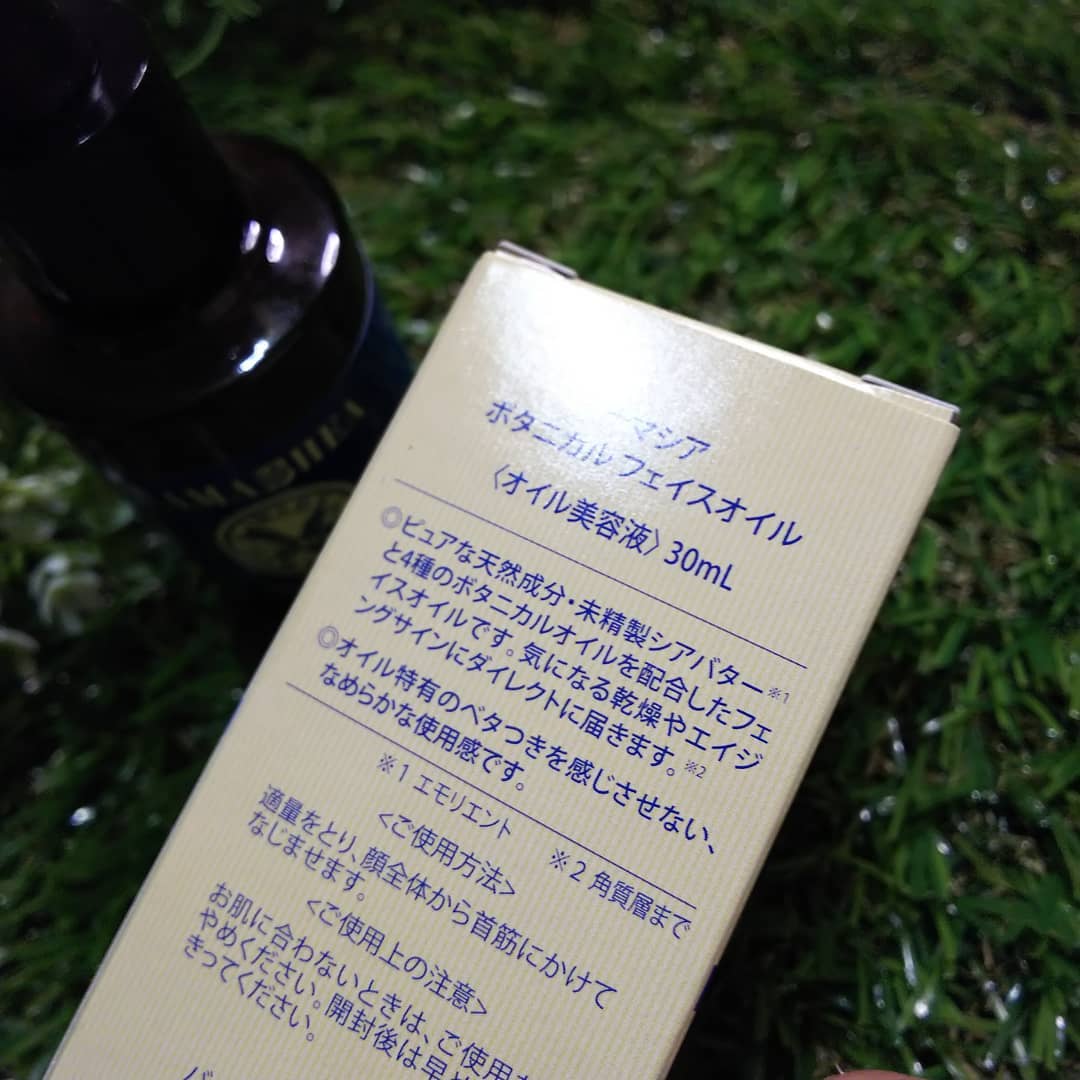 マシア
ボタニカル フェイスオイル
〈オイル美容液〉30mL
◎ピュアな天然成分・未精製シアバター※1
と4種のボタニカルオイルを配合したフェ
イスオイルです。気になる乾燥やエイジ
ングサインにダイレクトに届きます。※2
◎オイル特有のベタつきを感じさせない、
なめらかな使用感です。
※1 エモリエント ※2 角質層まで
<ご使用方法>
適量をとり、顔全体から首筋にかけて
なじませます。
<ご使用上の注意>
お肌に合わないときは、ご使用
やめください。開封後は早
きってください。